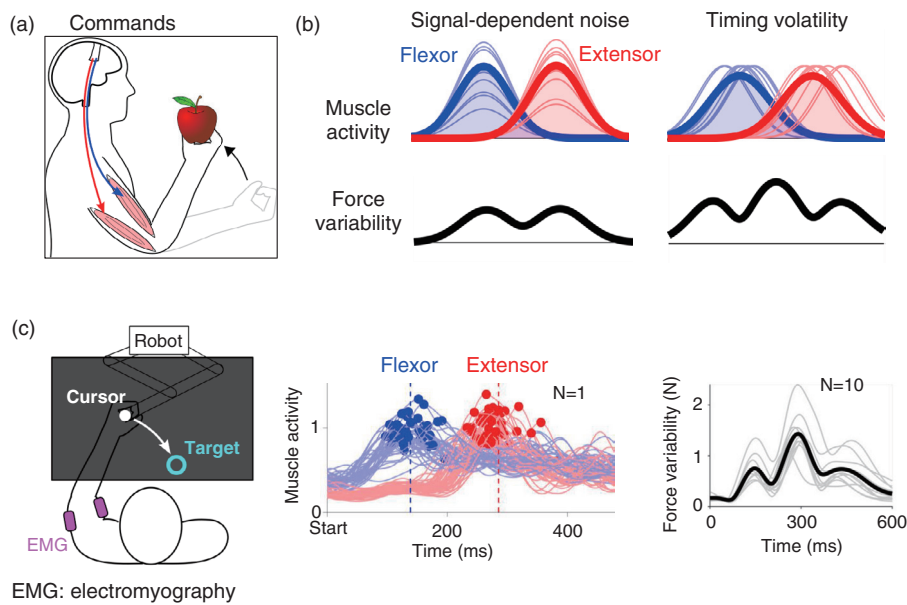 (a)
Commands
(b)
Signal-dependent noise
Timing volatility
Flexor
Extensor
Muscle
activity
Force
variability
(c)
Robot
Cursor
Target
EMG
EMG: electromyography
Flexor
Extensor
N=1
Muscle activity
1
0
Start
200
400
Time (ms)
N=10
Force variability (N)
2
1
0
0
300
600
Time (ms)